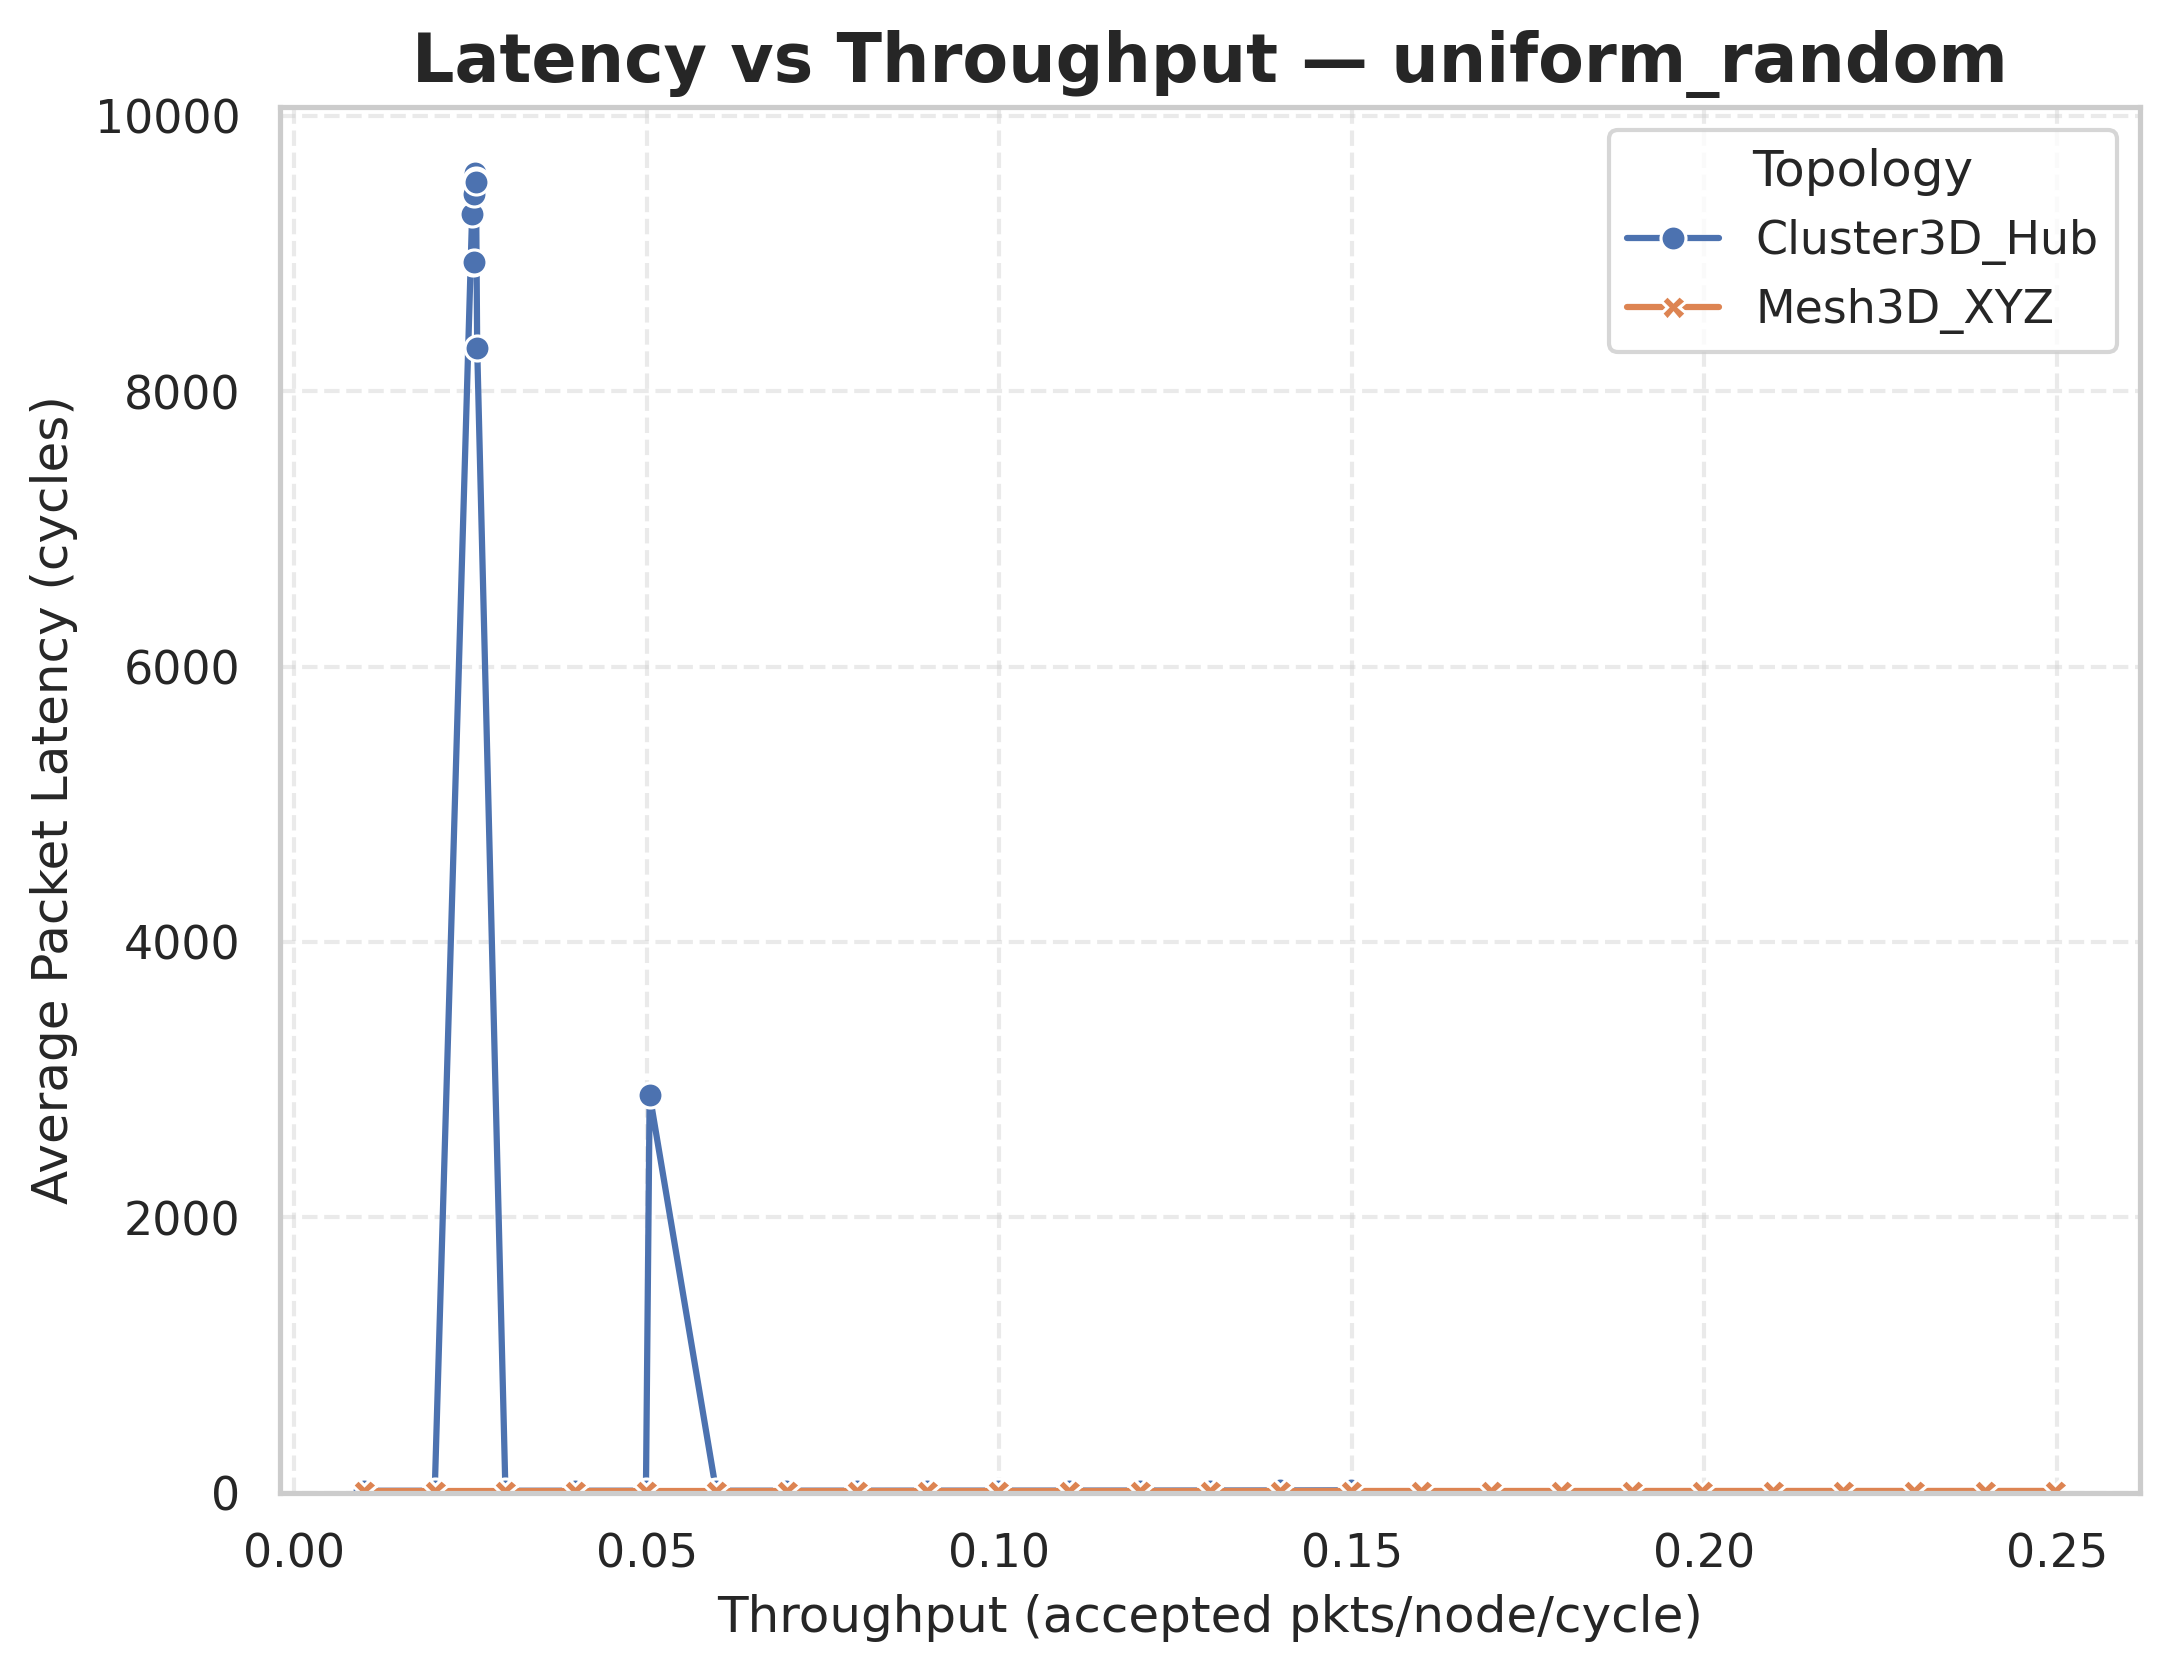 Latency vs Throughput — uniform_random
10000
8000
6000
4000
2000
0
Average Packet Latency (cycles)
Topology
Cluster3D_Hub
Mesh3D_XYZ
0.00 0.05 0.10 0.15 0.20 0.25
Throughput (accepted pkts/node/cycle)